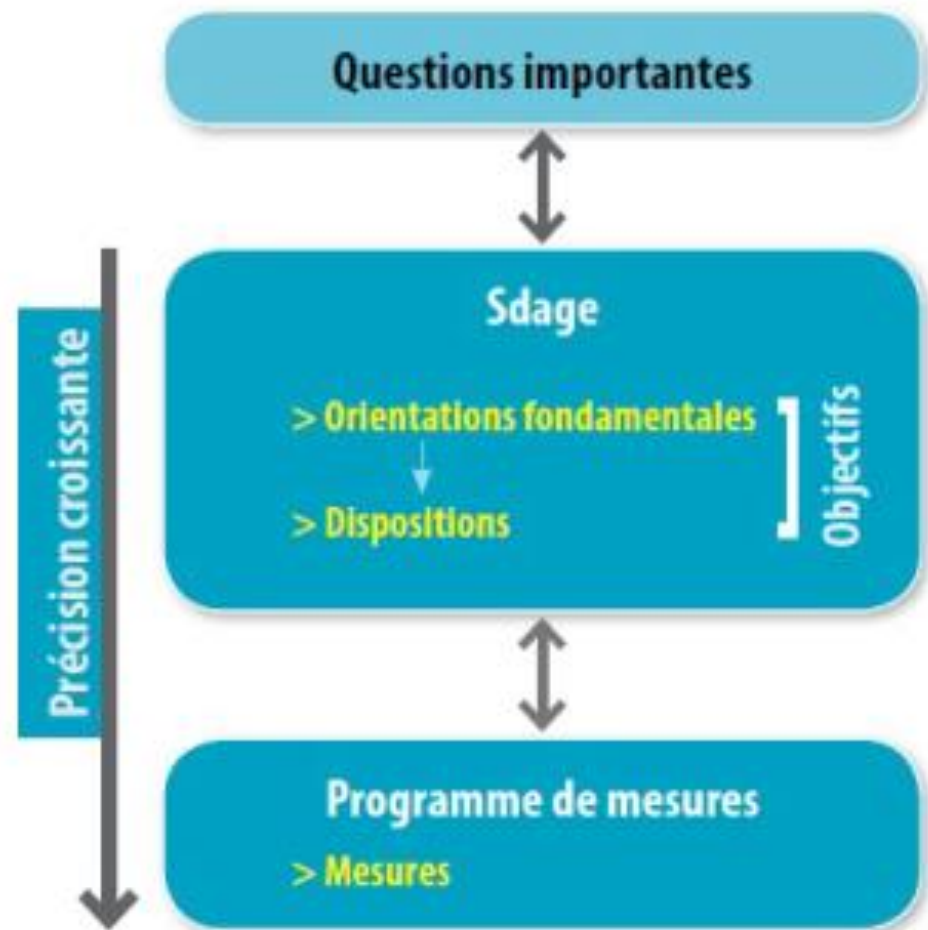 Questions importantes
Précision croissante
Sdage
> Orientations fondamentales
> Dispositions
Objectifs
Programme de mesures
> Mesures